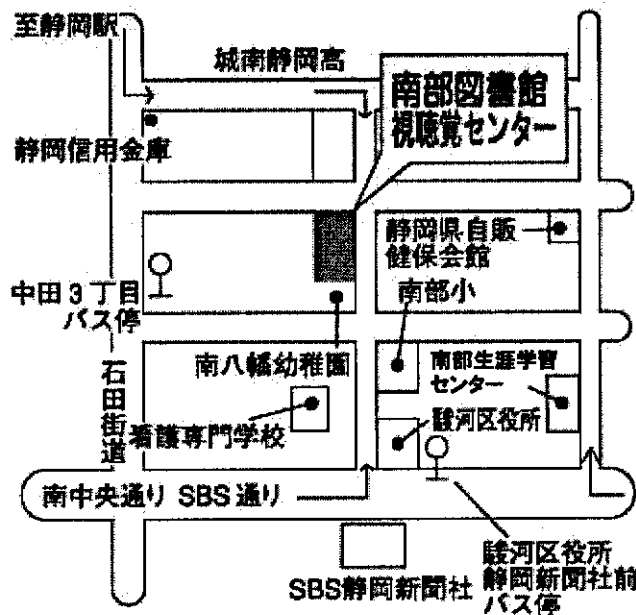 至静岡駅
城南静岡高
南部図書館
視聴覚センター
静岡信用金庫
静岡県自販
健保会館
中田3丁目
バス停
南部小
南八幡幼稚園
南部生涯学習
センター
石田街道
看護専門学校
駿河区役所
南中央通り SBS通り
駿河区役所
静岡新聞社前
バス停
SBS静岡新聞社